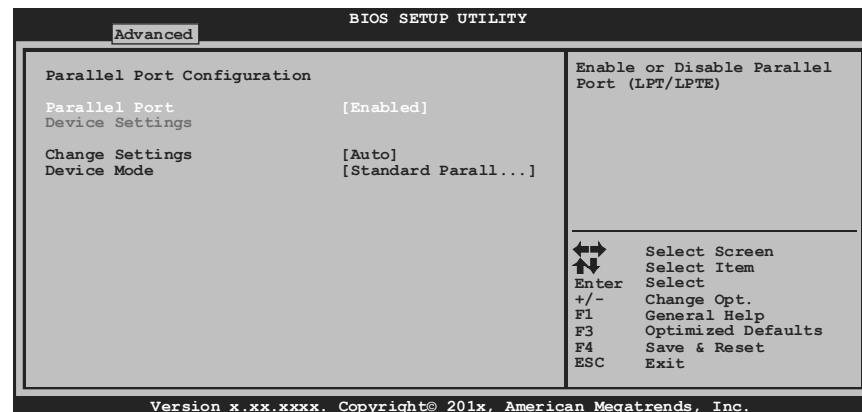 BIOS SETUP UTILITY
Advanced
Parallel Port Configuration
Parallel Port [Enabled]
Device Settings
Change Settings [Auto]
Device Mode [Standard Parall...]
Enable or Disable Parallel
Port (LPT/LPTE)
Select Screen
Select Item
Enter Select
+/- Change Opt.
F1 General Help
F3 Optimized Defaults
F4 Save & Reset
ESC Exit
Version x.xx.xxxx. Copyright© 201x, American Megatrends, Inc.